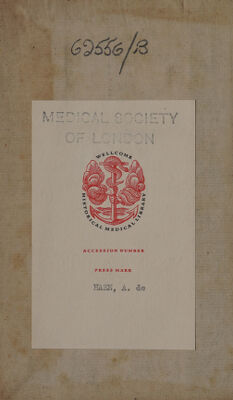 62556/B
MEDICAL SOCIETY
OF LONDON
WELLCOME
HISTORICAL MEDICAL LIBRARY
ACCESSION NUMBER
PRESS MARK
HAEN, A. de